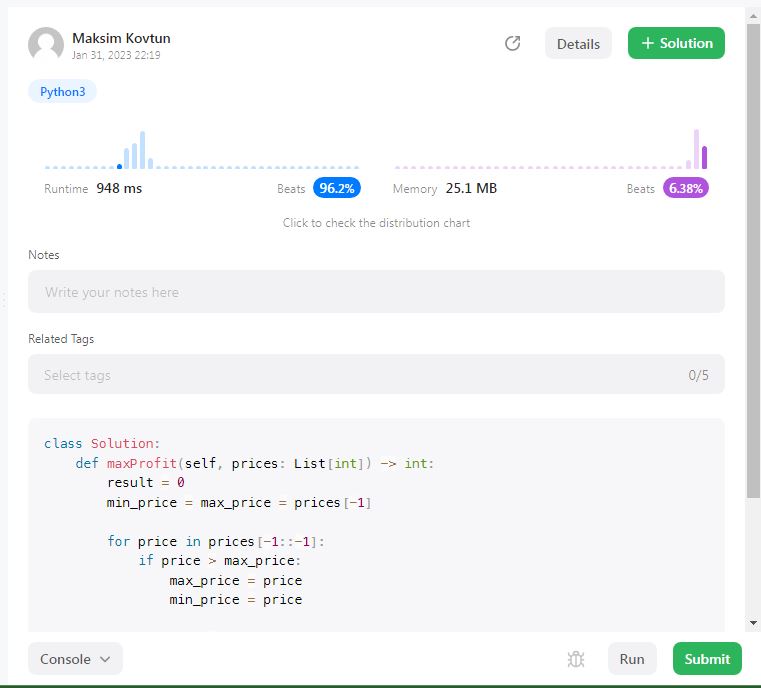 Maksim Kovtun
Jan 31, 2023 22:19
Details
+ Solution
Python3
Runtime 948 ms Beats 96.2%
Memory 25.1 MB Beats 6.38%
Click to check the distribution chart
Notes
Write your notes here
Related Tags
Select tags 0/5
class Solution:
    def maxProfit(self, prices: List[int]) -> int:
        result = 0
        min_price = max_price = prices[-1]
        for price in prices[-1::-1]:
            if price > max_price:
                max_price = price
                min_price = price
Console
Run
Submit